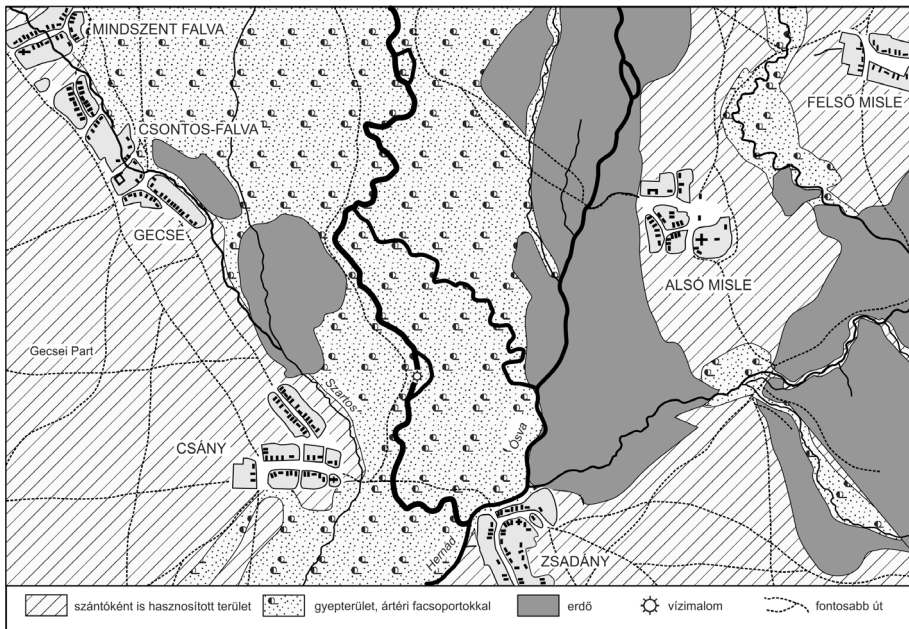 MINDSZENT FALVA
CSONTOS-FALVA
FELSŐ MISLE
GECSE
ALSÓ MISLE
Gecsei Part
Szartos
CSÁNY
Ósva
Hernád
ZSADÁNY
szántóként is hasznosított terület
gyepterület, ártéri facsoportokkal
erdő
vízimalom
fontosabb út